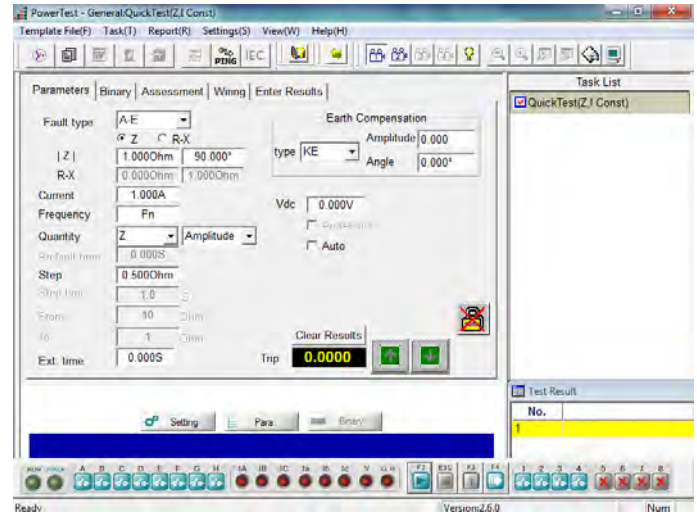 PowerTest - General:QuickTest(Z,I Const)
Template File(F) Task(T) Report(R) Settings(S) View(W) Help(H)
% PING IEC
Parameters Binary Assessment Wiring Enter Results
Task List
QuickTest(Z,I Const)
Fault type A-E
Z R-X
|Z| 1.000Ohm 90.000°
R-X 0.000Ohm 1.000Ohm
Current 1.000A
Frequency Fn
Quantity Z Amplitude
0.000S
Step 0.500Ohm
Step time 1.0 S
From 10 Ohm
To 1 Ohm
Ext. time 0.000S
Earth Compensation
type KE Amplitude 0.000
Angle 0.000°
Vdc 0.000V
Auto
Clear Results
Trip 0.0000
Setting Para. Binary
Test Result
No.
1
A B C D E F G H IA IB IC Ia Ib Ic V F2 ESC F3 F4 1 2 3 4 5 6 7 8
Ready Version:2.6.0 Num